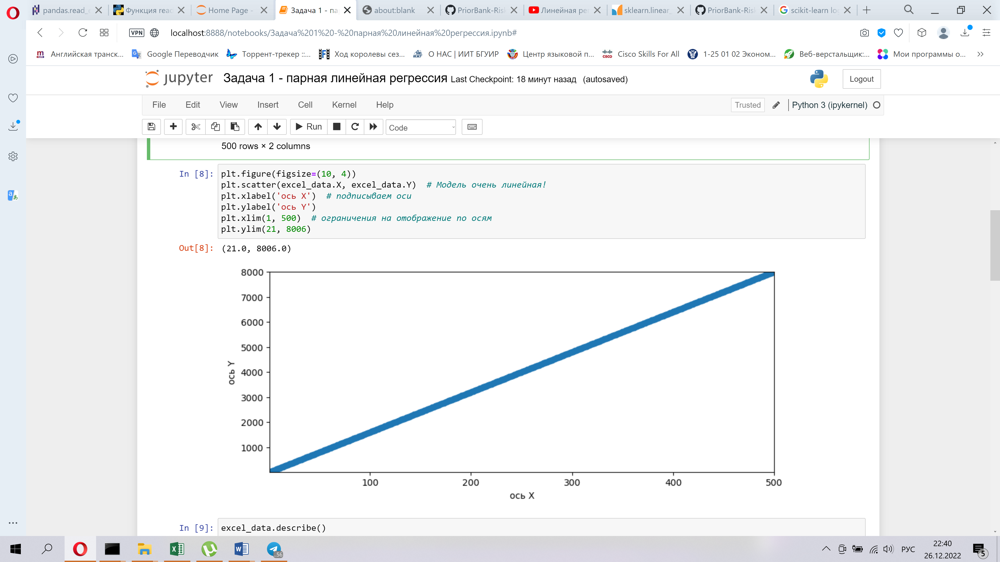 pandas.read_e
Функция read
Home Page -
Задача 1 - па
about:blank
PriorBank-Risk
Линейная рег
sklearn.linear_
PriorBank-Risk
scikit-learn lo
VPN
localhost:8888/notebooks/Задача%201%20-%20парная%20линейная%20регрессия.ipynb#
Английская транск...
Google Переводчик
Торрент-трекер ::...
Ход королевы сез...
О НАС | ИИТ БГУИР
Центр языковой п...
Cisco Skills For All
1-25 01 02 Эконом...
Веб-верстальщик:...
Мои программы о...
jupyter Задача 1 - парная линейная регрессия Last Checkpoint: 18 минут назад (autosaved)
Logout
File Edit View Insert Cell Kernel Help
Trusted
Python 3 (ipykernel)
Run
Code
500 rows × 2 columns
In [8]: plt.figure(figsize=(10, 4))
plt.scatter(excel_data.X, excel_data.Y)  # Модель очень линейная!
plt.xlabel('ось X')  # подписываем оси
plt.ylabel('ось Y')
plt.xlim(1, 500)  # ограничения на отображение по осям
plt.ylim(21, 8006)
Out[8]: (21.0, 8006.0)
8000
7000
6000
5000
4000
3000
2000
1000
ось Y
100 200 300 400 500
ось X
In [9]: excel_data.describe()
..56
РУС
22:40
26.12.2022
5